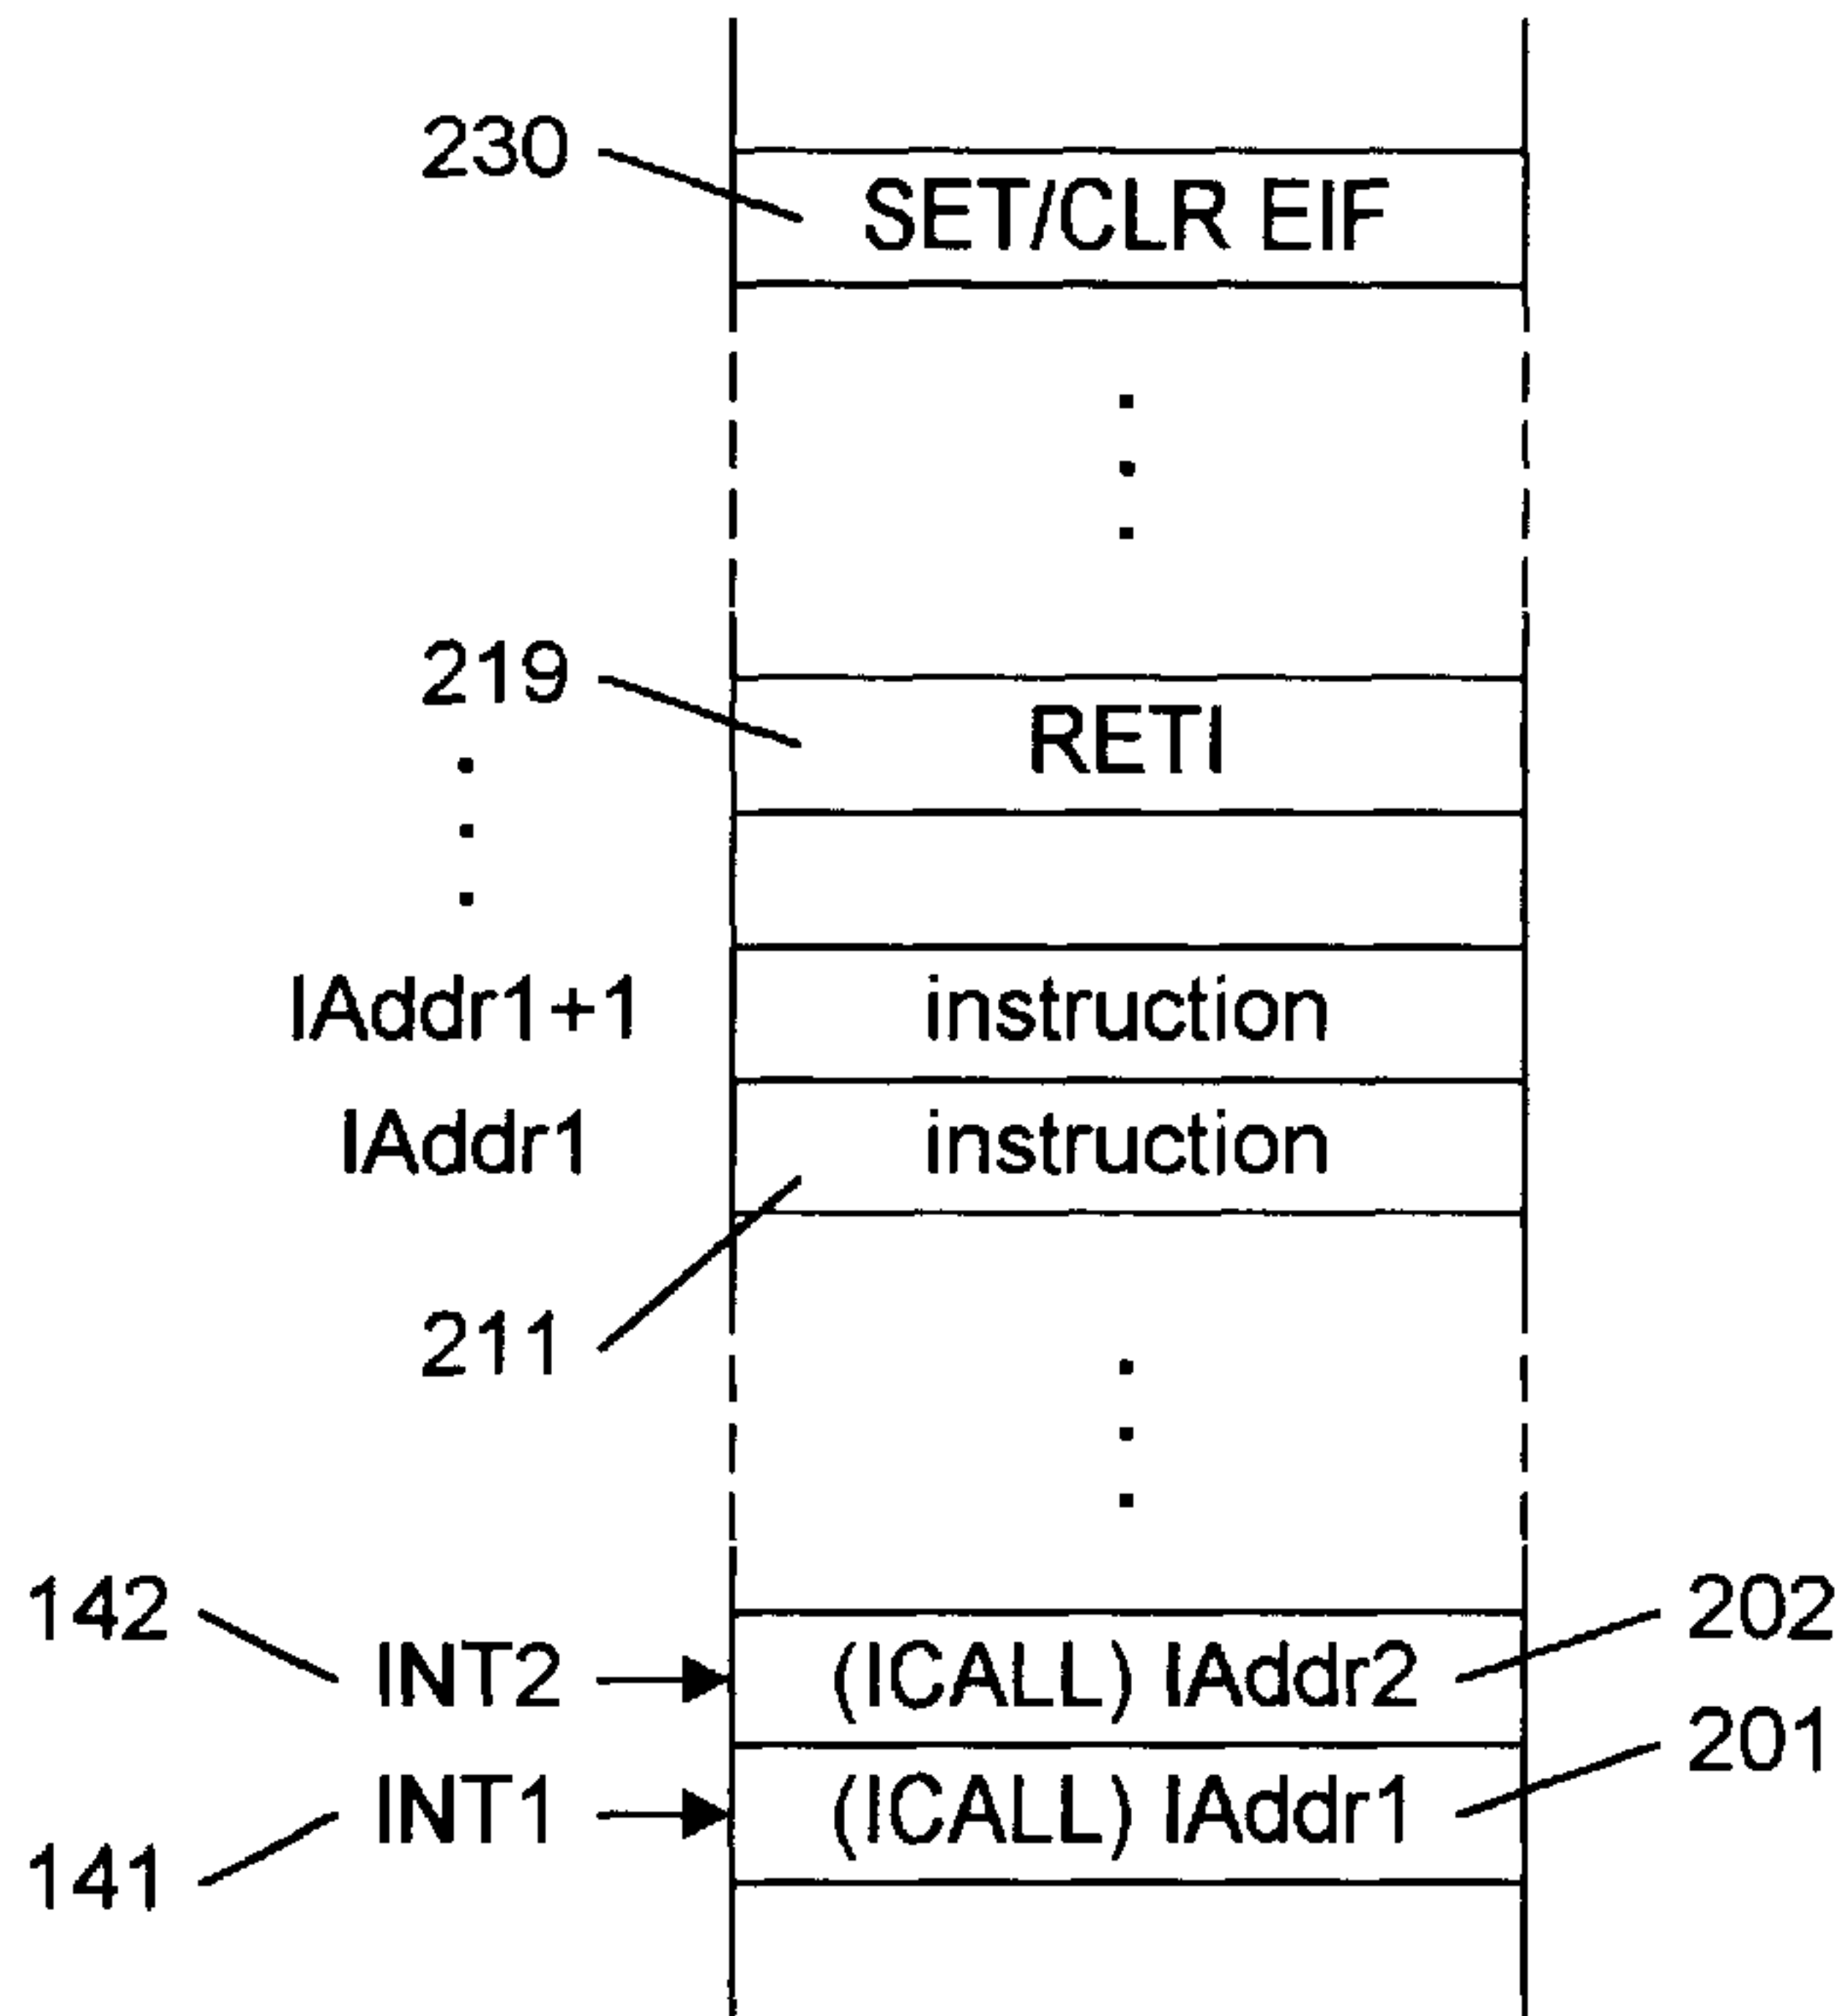 230
SET/CLR EIF
219
RETI
IAddr1+1 instruction
IAddr1 instruction
211
142
INT2 (ICALL) IAddr2
202
INT1 (ICALL) IAddr1
201
141